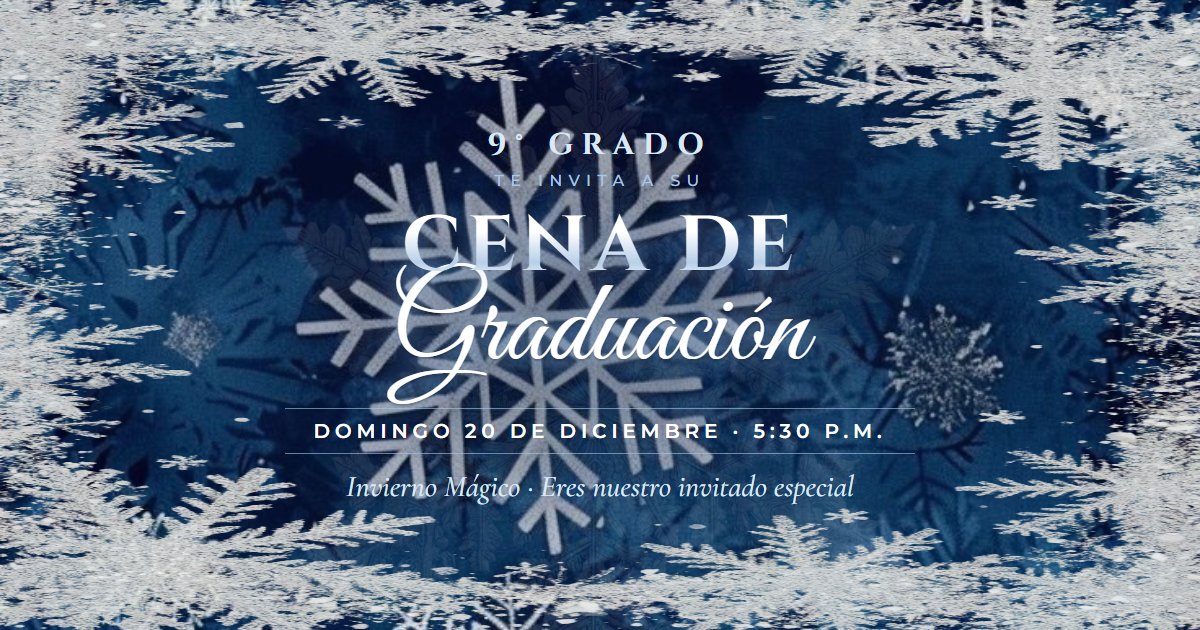 9° GRADO
TE INVITA A SU
CENA DE
Graduación
DOMINGO 20 DE DICIEMBRE · 5:30 P.M.
Invierno Mágico · Eres nuestro invitado especial